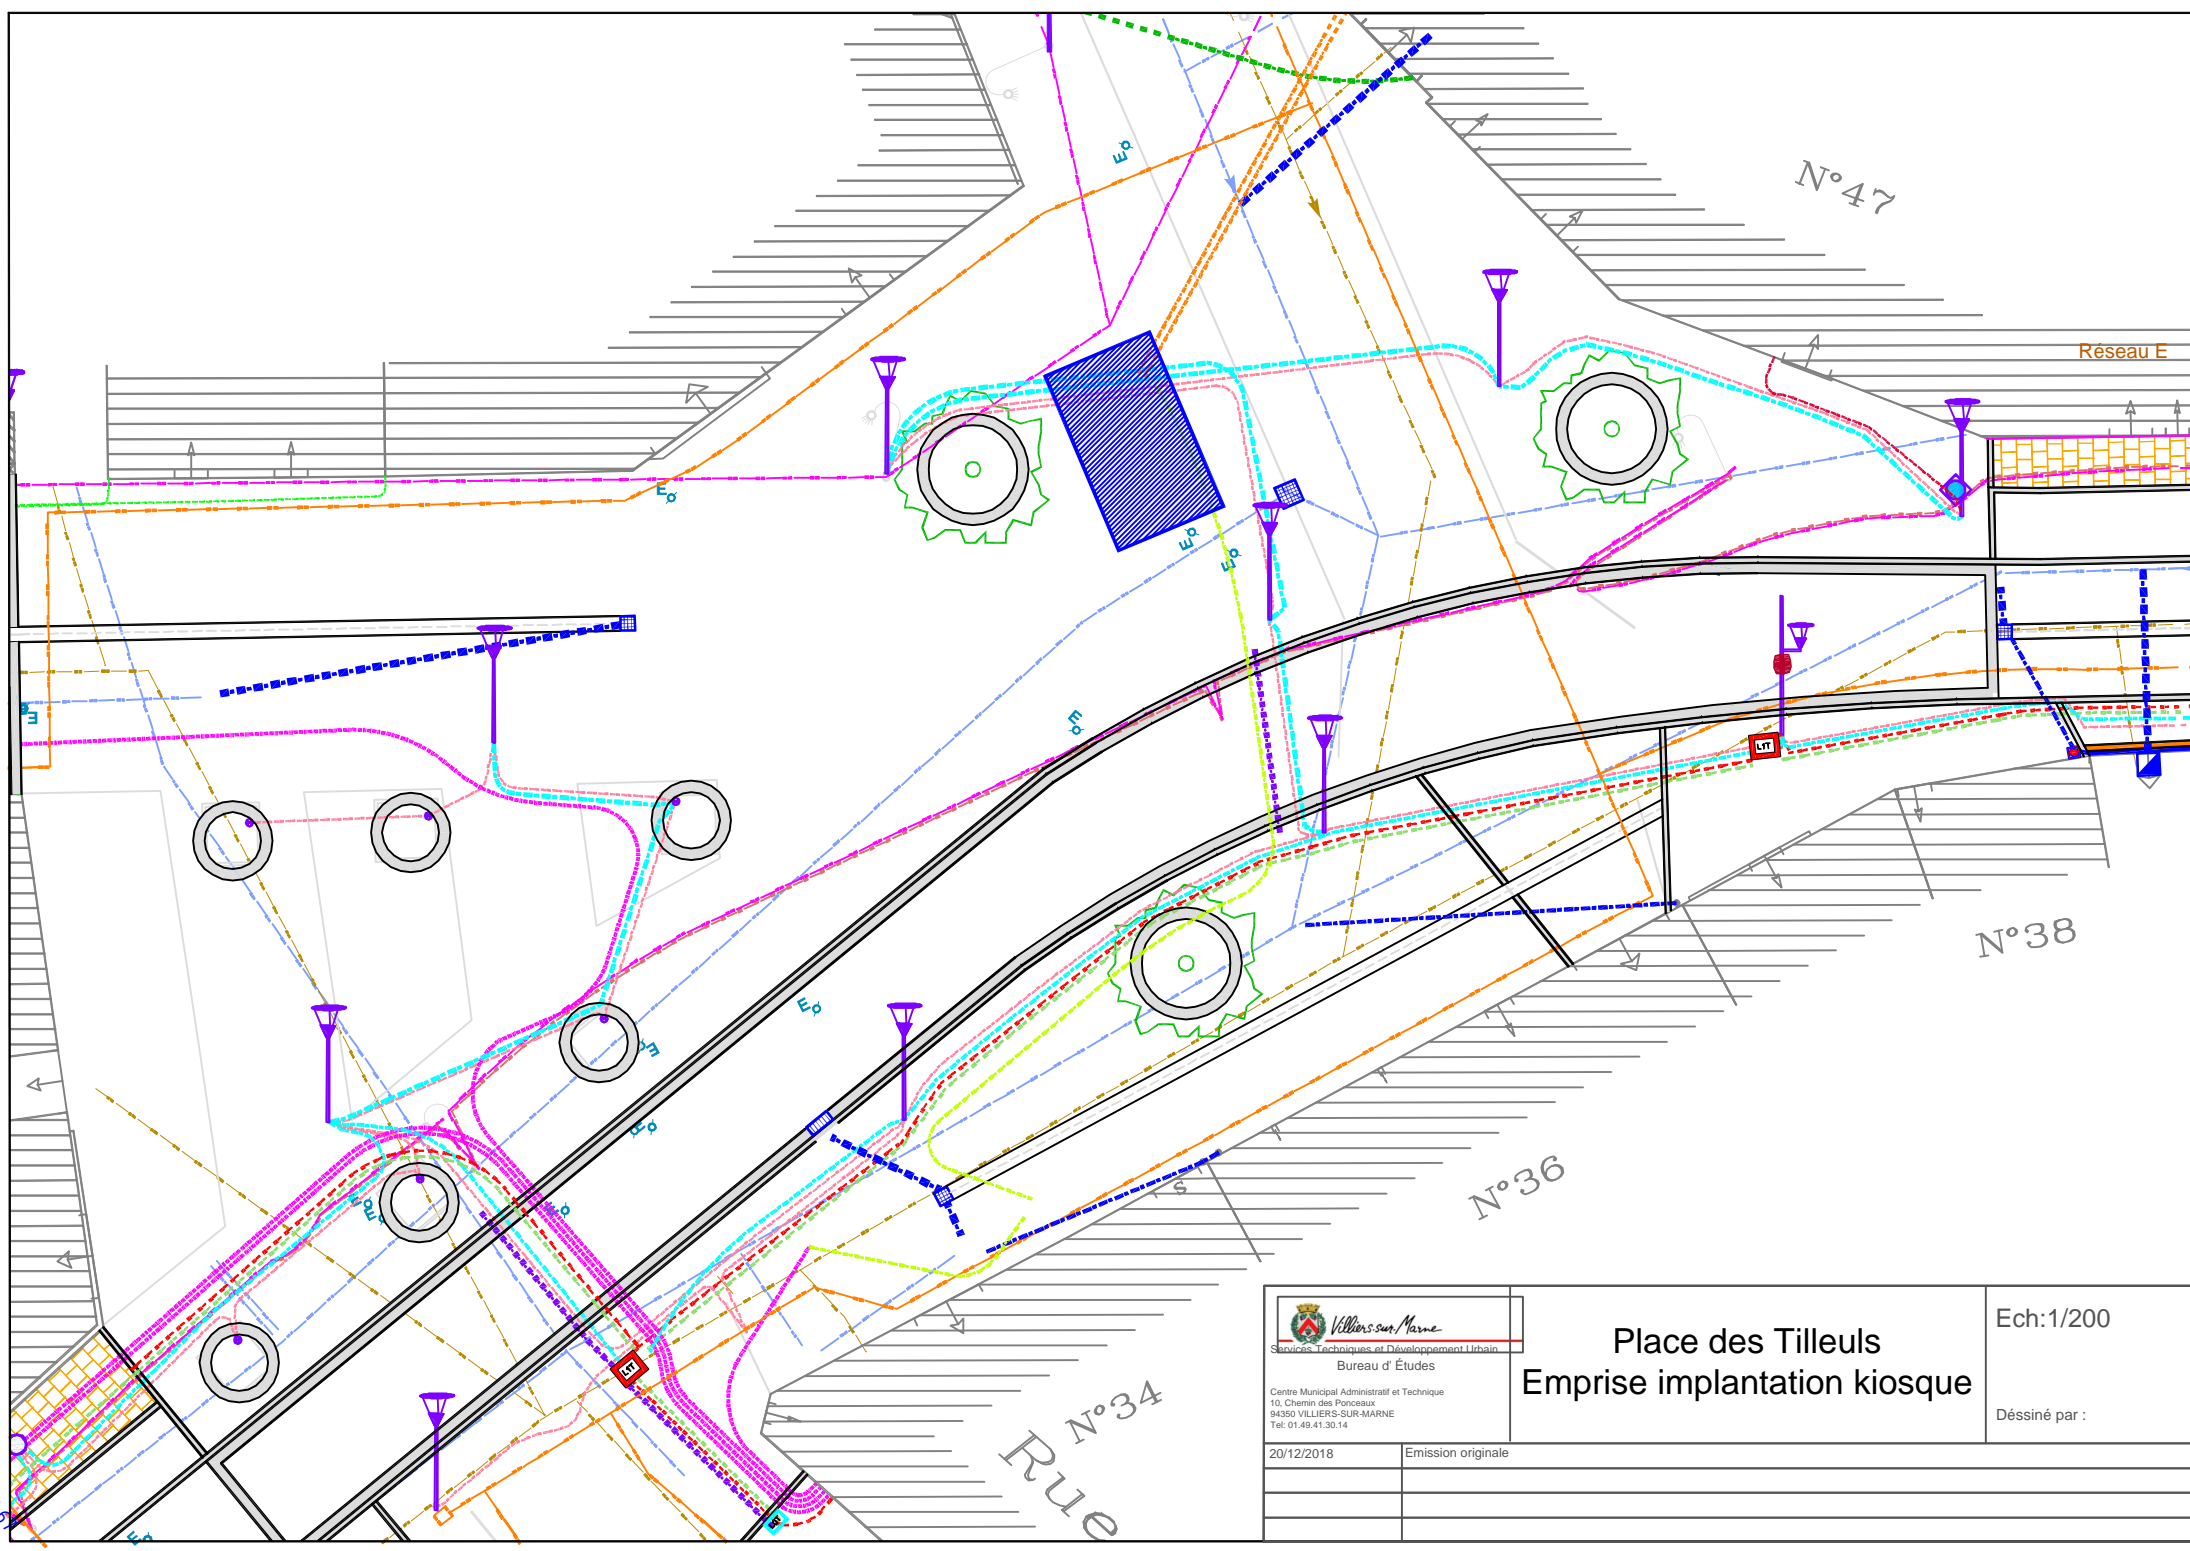 N°47
Réseau E
E
E
E
E
E
E
E
E
E
E
LIT
N°38
N°36
S
N°34
Rue
LIT
Villiers-sur-Marne
Services Techniques et Développement Urbain
Bureau d' Études
Centre Municipal Administratif et Technique
10, Chemin des Ponceaux
94350 VILLIERS-SUR-MARNE
Tel: 01.49.41.30.14
Place des Tilleuls
Emprise implantation kiosque
Ech:1/200
Déssiné par :
20/12/2018
Emission originale